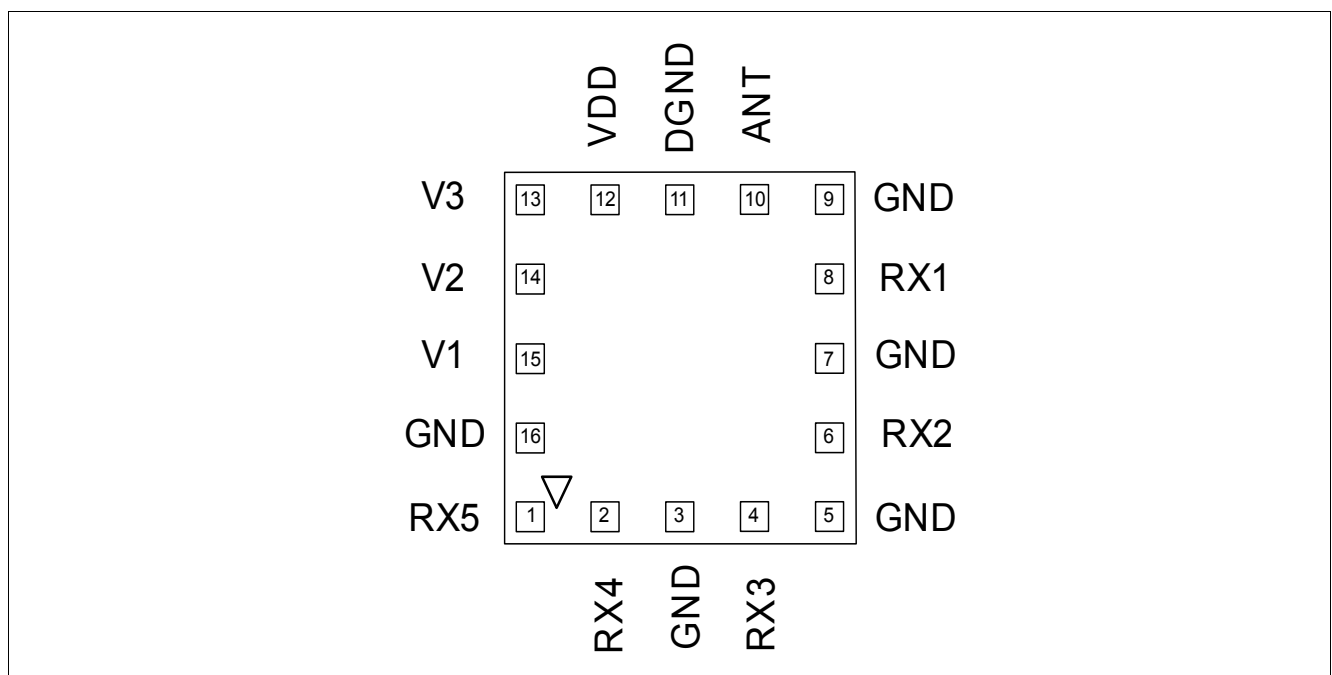 VDD DGND ANT
V3 13 12 11 10 9 GND
V2 14 8 RX1
V1 15 7 GND
GND 16 6 RX2
RX5 1 2 3 4 5 GND
RX4 GND RX3